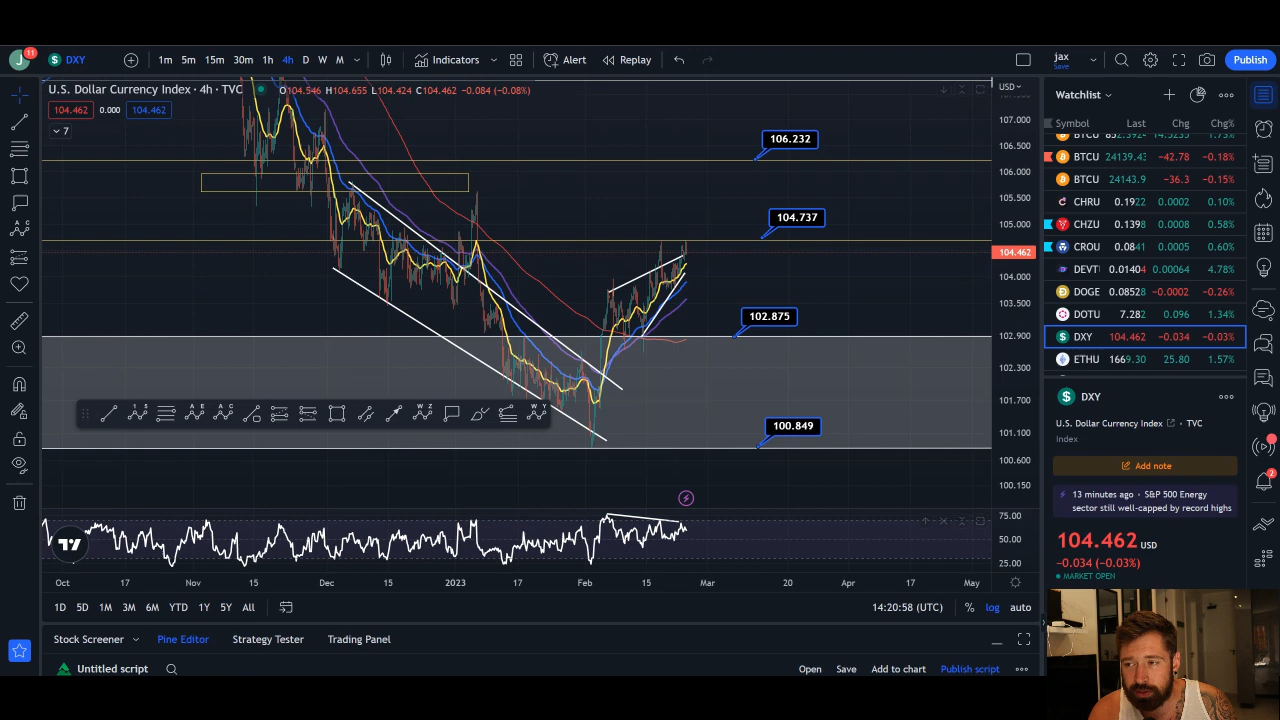 J 11 DXY 1m 5m 15m 30m 1h 4h D W M Indicators Alert Replay jax Save Publish
U.S. Dollar Currency Index · 4h · TVC O104.546 H104.655 L104.424 C104.462 −0.084 (−0.08%) USD
104.462 0.000 104.462
7
107.000
106.500
106.000
105.500
105.000
104.462
104.000
103.500
102.900
102.300
101.700
101.100
100.600
100.150
106.232
104.737
102.875
100.849
1 5
A E
A C
W Z
W Y
75.00
50.00
25.00
Oct 17 Nov 15 Dec 15 2023 17 Feb 15 Mar 20 Apr 17 May
1D 5D 1M 3M 6M YTD 1Y 5Y All 14:20:58 (UTC) % log auto
Stock Screener Pine Editor Strategy Tester Trading Panel
Untitled script Open Save Add to chart Publish script
Watchlist
Symbol Last Chg Chg%
BTCU 24139.43 −42.78 −0.18%
BTCU 24143.9 −36.3 −0.15%
CHRU 0.1922 0.0002 0.10%
CHZU 0.1398 0.0008 0.58%
CROU 0.0841 0.0005 0.60%
DEVT 0.01404 0.00064 4.78%
DOGE 0.08528 −0.0002 −0.26%
DOTU 7.282 0.096 1.34%
DXY 104.462 −0.034 −0.03%
ETHU 1669.30 25.80 1.57%
DXY
U.S. Dollar Currency Index · TVC
Index
Add note
13 minutes ago · S&P 500 Energy
sector still well-capped by record highs
104.462 USD
−0.034 (−0.03%)
MARKET OPEN
2